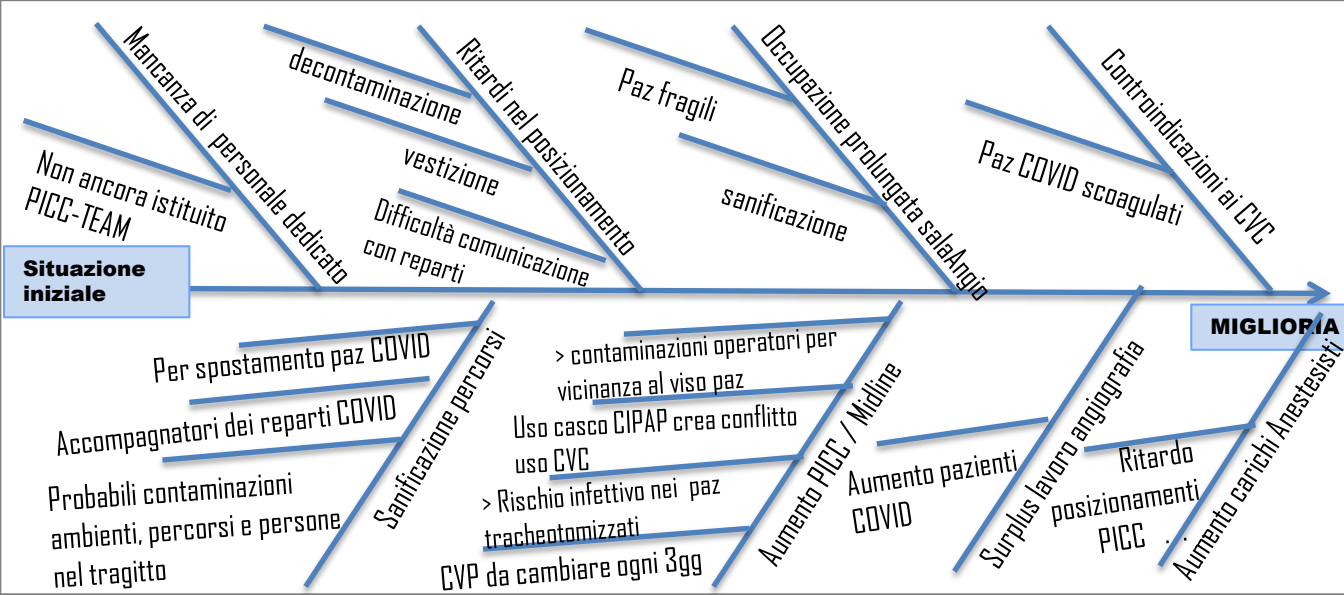 Mancanza di personale dedicato
Non ancora istituito
PICC-TEAM
Ritardi nel posizionamento
decontaminazione
vestizione
Difficoltà comunicazione
con reparti
Occupazione prolungata salaAngio
Paz fragili
sanificazione
Controindicazioni ai CVC
Paz COVID scoagulati
Situazione
iniziale
MIGLIORIA
Sanificazione percorsi
Per spostamento paz COVID
Accompagnatori dei reparti COVID
Probabili contaminazioni
ambienti, percorsi e persone
nel tragitto
Aumento PICC / Midline
> contaminazioni operatori per
vicinanza al viso paz
Uso casco CIPAP crea conflitto
uso CVC
> Rischio infettivo nei paz
tracheotomizzati
CVP da cambiare ogni 3gg
Surplus lavoro angiografia
Aumento pazienti
COVID
Aumento carichi Anestesisti
Ritardo
posizionamenti
PICC . .